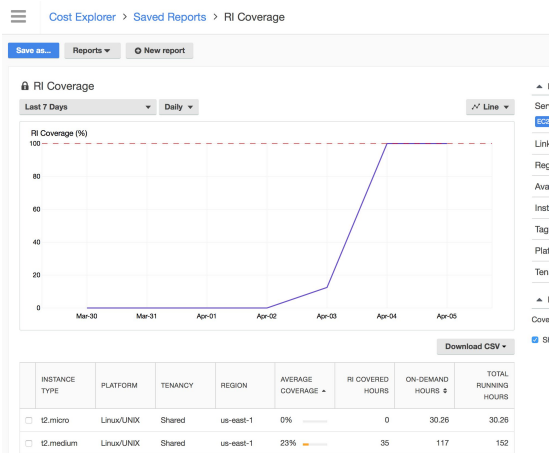 Cost Explorer > Saved Reports > RI Coverage
Save as... Reports New report
RI Coverage
Last 7 Days Daily Line
RI Coverage (%)
100
80
60
40
20
0
Mar-30 Mar-31 Apr-01 Apr-02 Apr-03 Apr-04 Apr-05
Download CSV
INSTANCE TYPE PLATFORM TENANCY REGION AVERAGE COVERAGE RI COVERED HOURS ON-DEMAND HOURS TOTAL RUNNING HOURS
t2.micro Linux/UNIX Shared us-east-1 0% 0 30.26 30.26
t2.medium Linux/UNIX Shared us-east-1 23% 35 117 152